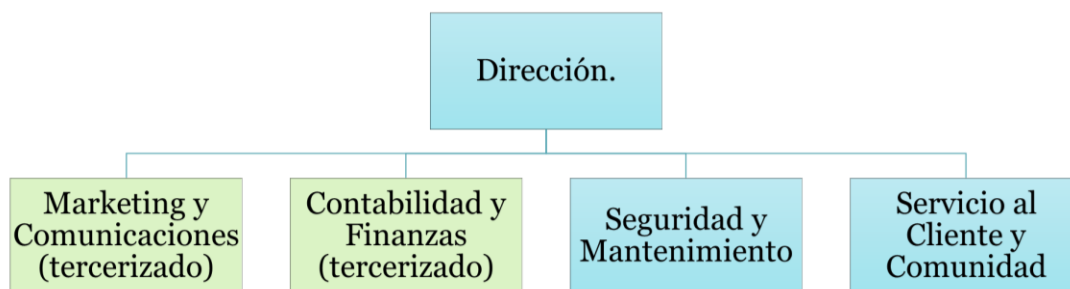 Dirección.
Marketing y
Comunicaciones
(tercerizado)
Contabilidad y
Finanzas
(tercerizado)
Seguridad y
Mantenimiento
Servicio al
Cliente y
Comunidad